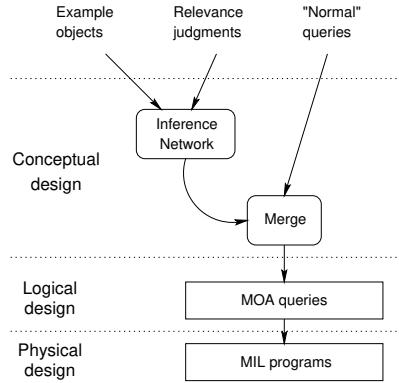 Example
objects
Relevance
judgments
"Normal"
queries
Conceptual
design
Inference
Network
Merge
Logical
design
MOA queries
Physical
design
MIL programs